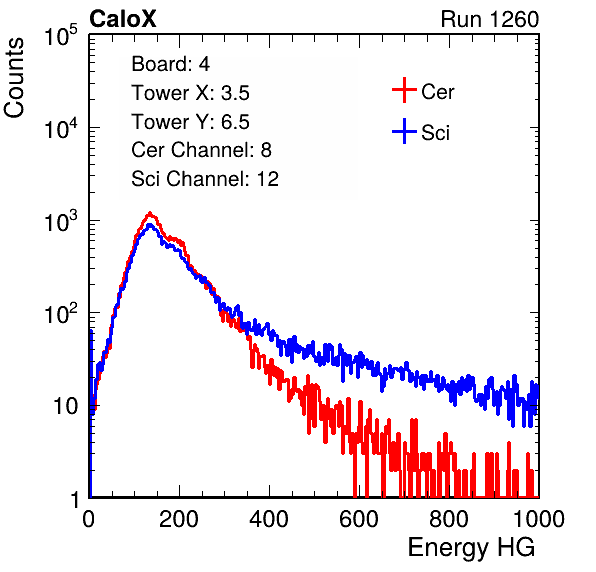 CaloX Run 1260
Counts
Board: 4
Tower X: 3.5
Tower Y: 6.5
Cer Channel: 8
Sci Channel: 12
Cer
Sci
10^5
10^4
10^3
10^2
10
1
0 200 400 600 800 1000
Energy HG